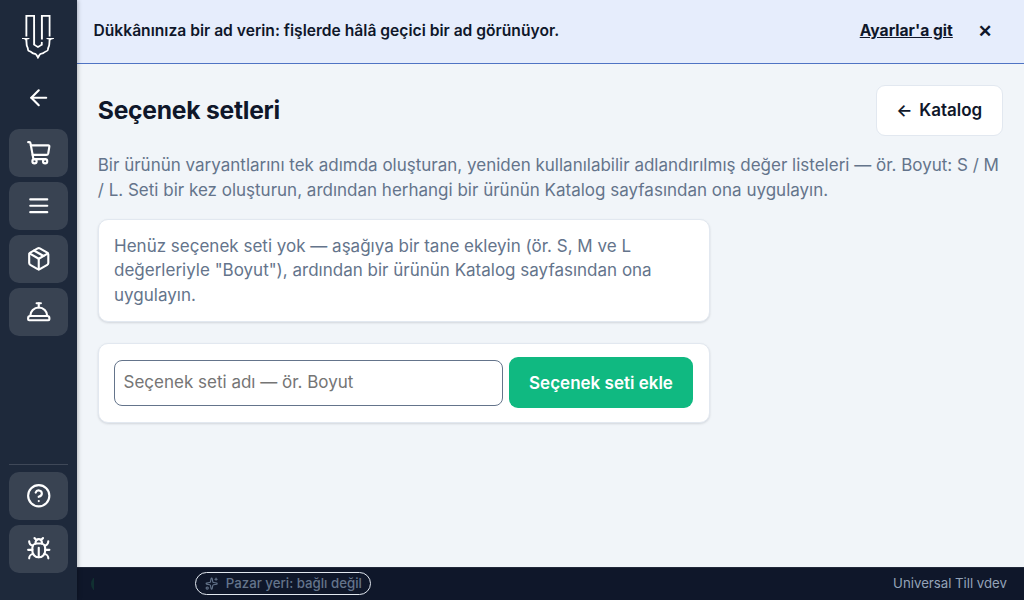 Dükkânınıza bir ad verin: fişlerde hâlâ geçici bir ad görünüyor.
Ayarlar'a git
Seçenek setleri
Katalog
Bir ürünün varyantlarını tek adımda oluşturan, yeniden kullanılabilir adlandırılmış değer listeleri — ör. Boyut: S / M
/ L. Seti bir kez oluşturun, ardından herhangi bir ürünün Katalog sayfasından ona uygulayın.
Henüz seçenek seti yok — aşağıya bir tane ekleyin (ör. S, M ve L
değerleriyle "Boyut"), ardından bir ürünün Katalog sayfasından ona
uygulayın.
Seçenek seti adı — ör. Boyut
Seçenek seti ekle
Pazar yeri: bağlı değil
Universal Till vdev